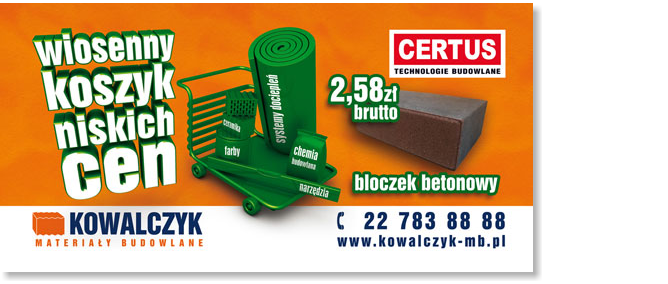 wiosenny
koszyk
niskich
cen
systemy dociepleń
ceramika
farby
chemia
budowlana
narzędzia
CERTUS
TECHNOLOGIE BUDOWLANE
2,58zł
brutto
bloczek betonowy
KOWALCZYK
MATERIAŁY BUDOWLANE
22 783 88 88
www.kowalczyk-mb.pl